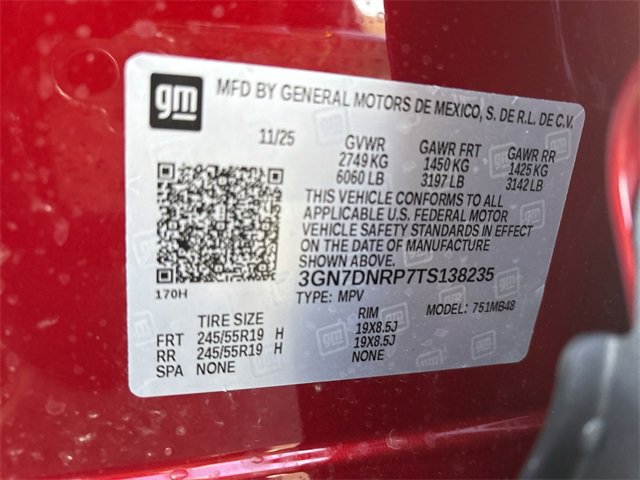 gm MFD BY GENERAL MOTORS DE MEXICO, S. DE R.L. DE C.V.
11/25 GVWR GAWR FRT GAWR RR
2749 KG 1450 KG 1425 KG
6060 LB 3197 LB 3142 LB
THIS VEHICLE CONFORMS TO ALL
APPLICABLE U.S. FEDERAL MOTOR
VEHICLE SAFETY STANDARDS IN EFFECT
ON THE DATE OF MANUFACTURE
SHOWN ABOVE.
170H 3GN7DNRP7TS138235
TYPE: MPV MODEL: 751MB48
TIRE SIZE RIM
FRT 245/55R19 H 19X8.5J
RR 245/55R19 H 19X8.5J
SPA NONE NONE